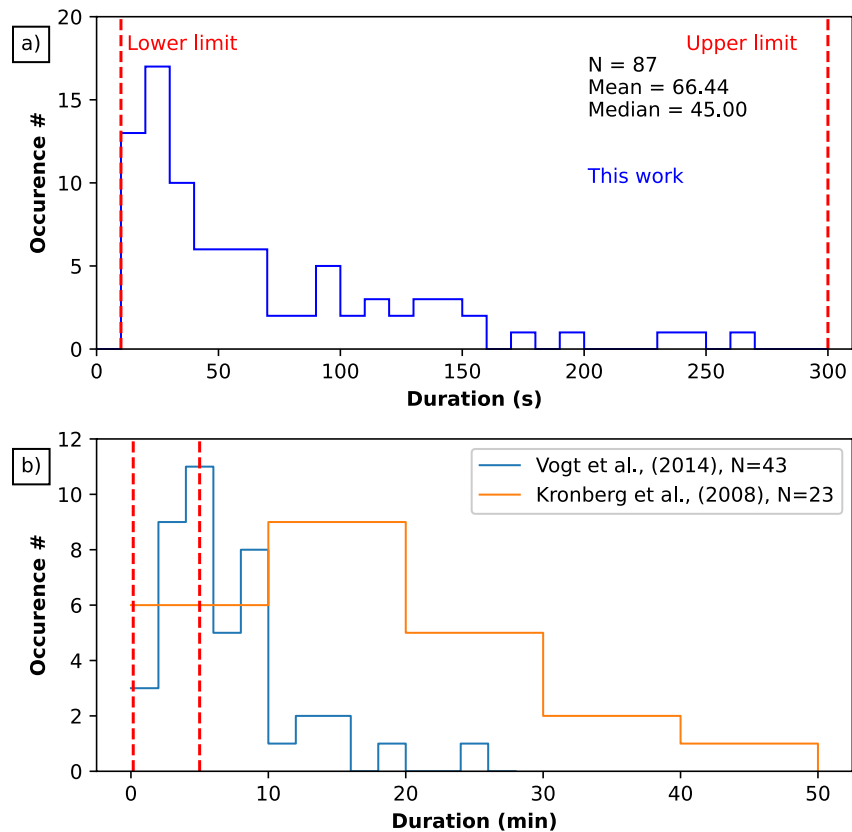 a)
Lower limit
Upper limit
N = 87
Mean = 66.44
Median = 45.00
This work
20
15
10
5
0
Occurence #
0 50 100 150 200 250 300
Duration (s)
b)
Vogt et al., (2014), N=43
Kronberg et al., (2008), N=23
12
10
8
6
4
2
0
Occurence #
0 10 20 30 40 50
Duration (min)